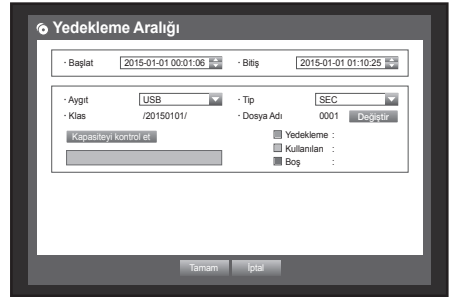 Yedekleme Aralığı
· Başlat 2015-01-01 00:01:06 · Bitiş 2015-01-01 01:10:25
· Aygıt USB · Tip SEC
· Klas /20150101/ · Dosya Adı 0001 Değiştir
Kapasiteyi kontrol et Yedekleme :
Kullanılan :
Boş :
Tamam İptal